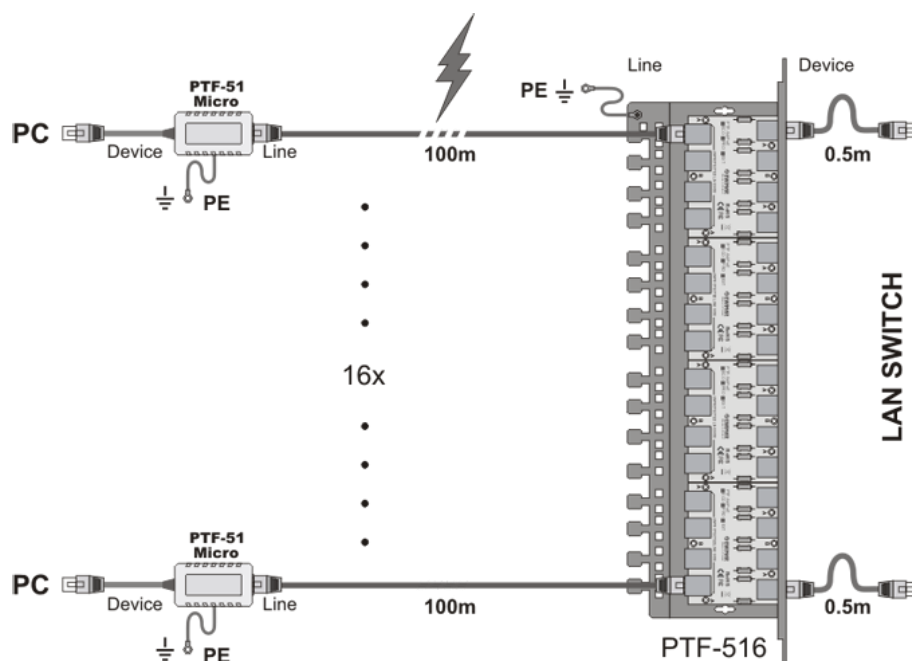 Line
Device
PTF-51
Micro
PE
PC
Device
Line
100m
0.5m
PE
16x
LAN SWITCH
PTF-51
Micro
PC
Device
Line
100m
0.5m
PE
PTF-516